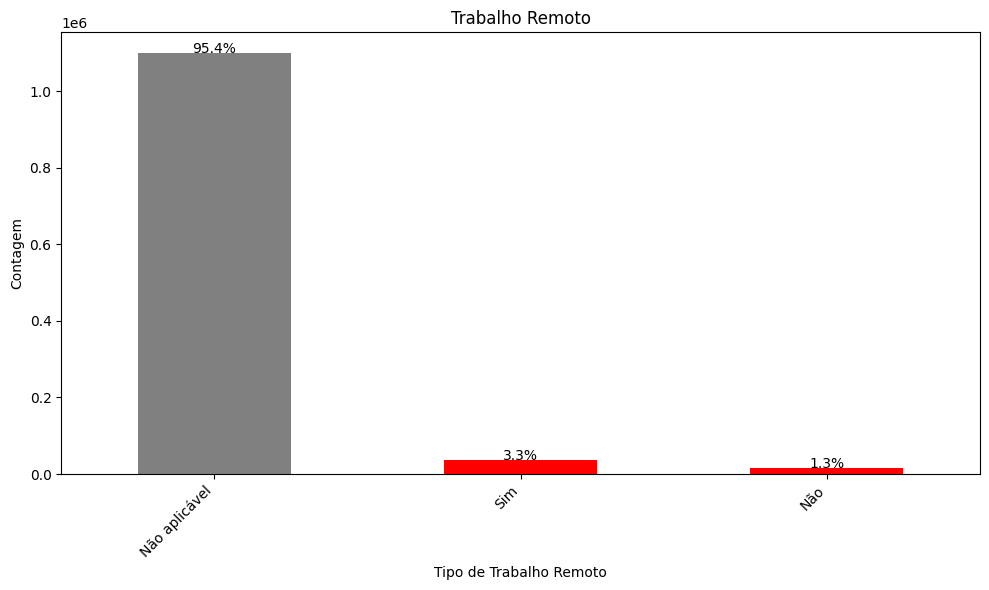 Trabalho Remoto
1e6
95.4%
3.3%
1.3%
1.0
0.8
0.6
0.4
0.2
0.0
Contagem
Não aplicável
Sim
Não
Tipo de Trabalho Remoto